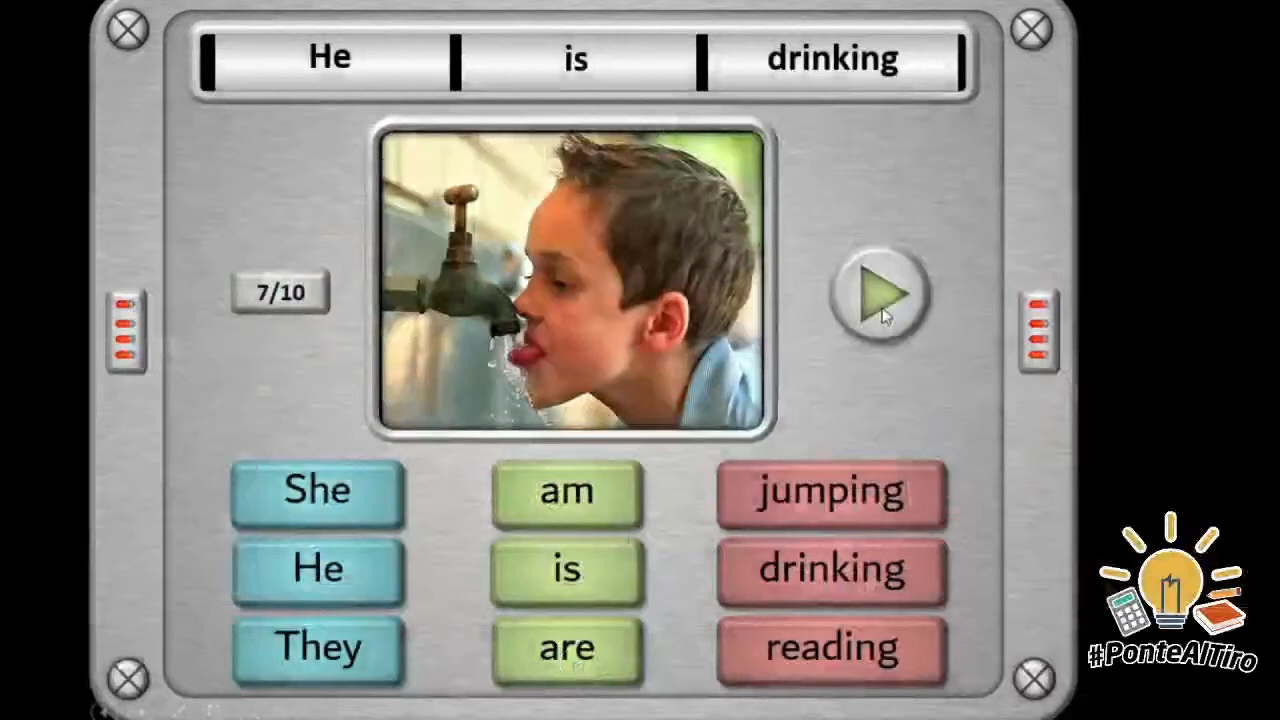 He is drinking
7/10
She am jumping
He is drinking
They are reading
#PonteAlTiro